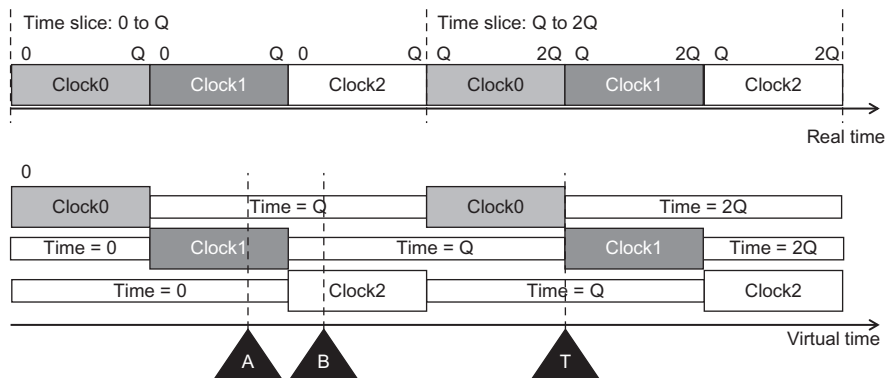 Time slice: 0 to Q Time slice: Q to 2Q
0 Q 0 Q 0 Q Q 2Q Q 2Q Q 2Q
Clock0 Clock1 Clock2 Clock0 Clock1 Clock2
Real time
0
Clock0 Time = Q Clock0 Time = 2Q
Time = 0 Clock1 Time = Q Clock1 Time = 2Q
Time = 0 Clock2 Time = Q Clock2
Virtual time
A B T